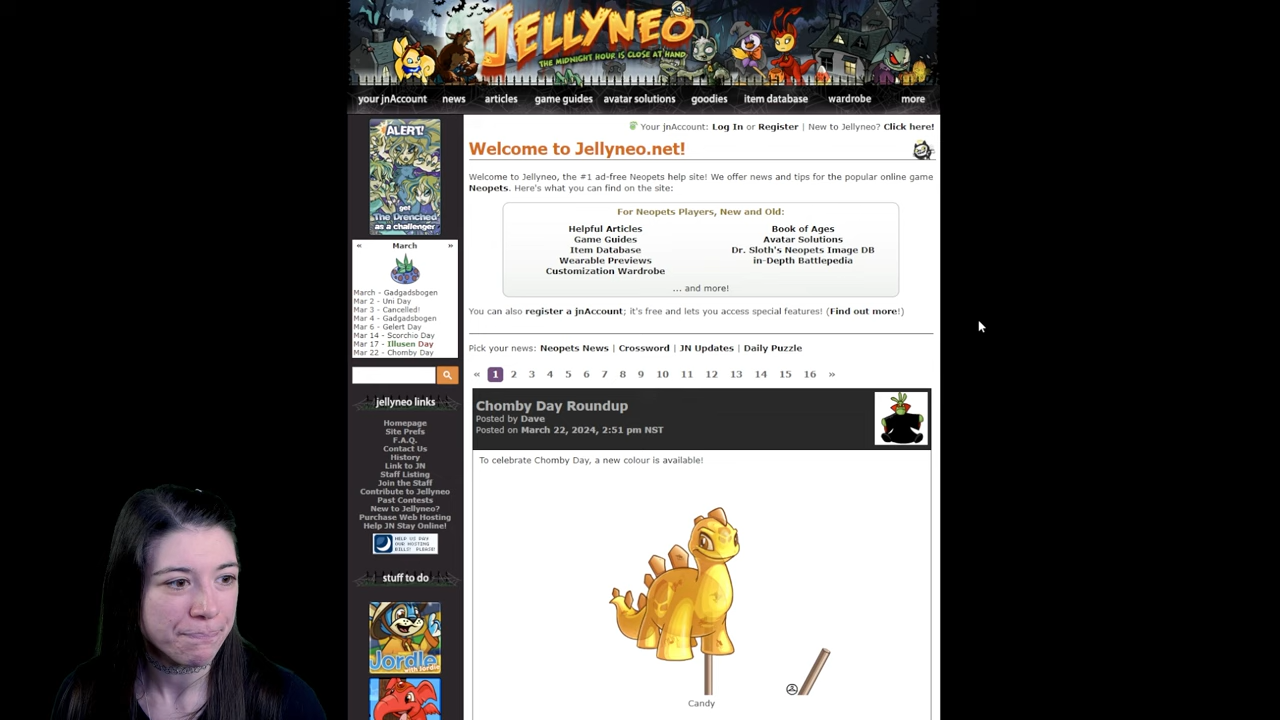 JELLYNEO
THE MIDNIGHT HOUR IS CLOSE AT HAND
your jnAccount news articles game guides avatar solutions goodies item database wardrobe more
ALERT!
get
The Drenched
as a challenger
« March »
March - Gadgadsbogen
Mar 2 - Uni Day
Mar 3 - Cancelled!
Mar 4 - Gadgadsbogen
Mar 6 - Gelert Day
Mar 14 - Scorchio Day
Mar 17 - Illusen Day
Mar 22 - Chomby Day
jellyneo links
Homepage
Site Prefs
F.A.Q.
Contact Us
History
Link to JN
Staff Listing
Join the Staff
Contribute to Jellyneo
Past Contests
New to Jellyneo?
Purchase Web Hosting
Help JN Stay Online!
HELP US PAY
OUR HOSTING
BILLS! PLEASE!
stuff to do
Jordle
with Jordie
Your jnAccount: Log In or Register | New to Jellyneo? Click here!
Welcome to Jellyneo.net!
Welcome to Jellyneo, the #1 ad-free Neopets help site! We offer news and tips for the popular online game
Neopets. Here's what you can find on the site:
For Neopets Players, New and Old:
Helpful Articles
Game Guides
Item Database
Wearable Previews
Customization Wardrobe
Book of Ages
Avatar Solutions
Dr. Sloth's Neopets Image DB
in-Depth Battlepedia
... and more!
You can also register a jnAccount; it's free and lets you access special features! (Find out more!)
Pick your news: Neopets News | Crossword | JN Updates | Daily Puzzle
« 1 2 3 4 5 6 7 8 9 10 11 12 13 14 15 16 »
Chomby Day Roundup
Posted by Dave
Posted on March 22, 2024, 2:51 pm NST
To celebrate Chomby Day, a new colour is available!
Candy